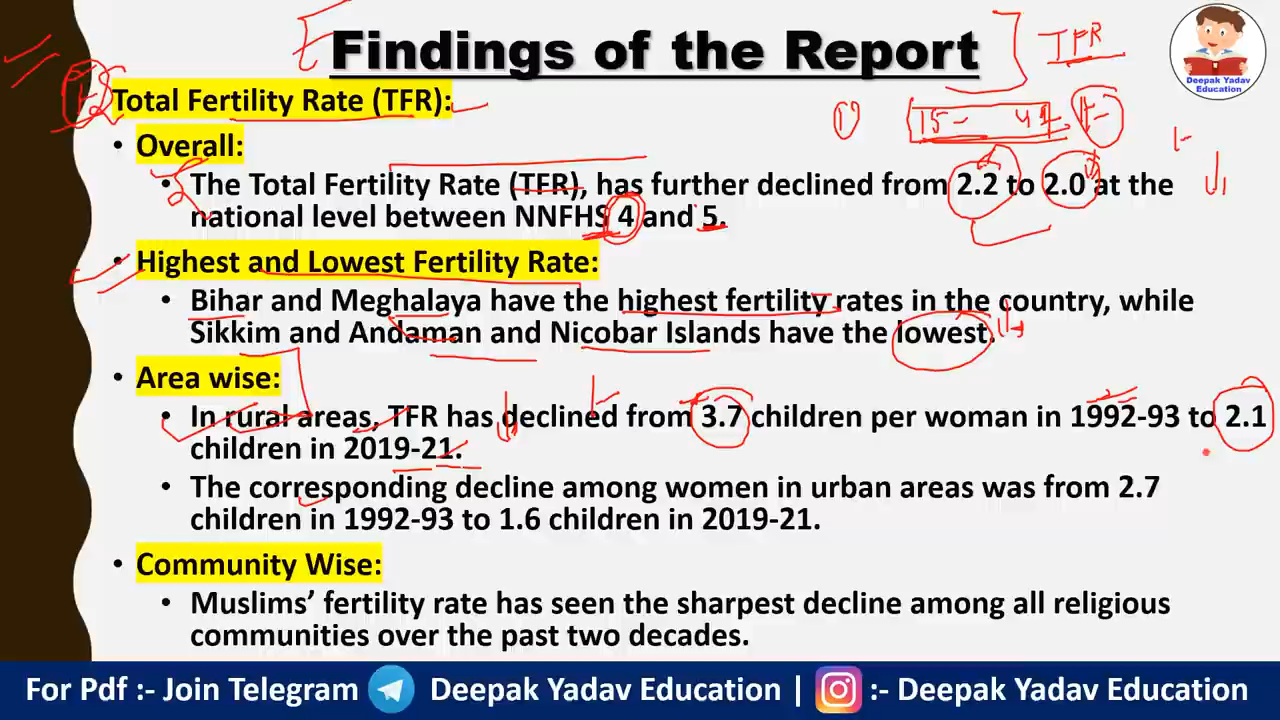 Findings of the Report
TFR
Deepak Yadav
Education
Total Fertility Rate (TFR):
15- 49
• Overall:
• The Total Fertility Rate (TFR), has further declined from 2.2 to 2.0 at the
national level between NNFHS 4 and 5.
• Highest and Lowest Fertility Rate:
• Bihar and Meghalaya have the highest fertility rates in the country, while
Sikkim and Andaman and Nicobar Islands have the lowest.
• Area wise:
• In rural areas, TFR has declined from 3.7 children per woman in 1992-93 to 2.1
children in 2019-21.
• The corresponding decline among women in urban areas was from 2.7
children in 1992-93 to 1.6 children in 2019-21.
• Community Wise:
• Muslims’ fertility rate has seen the sharpest decline among all religious
communities over the past two decades.
For Pdf :- Join Telegram Deepak Yadav Education | :- Deepak Yadav Education